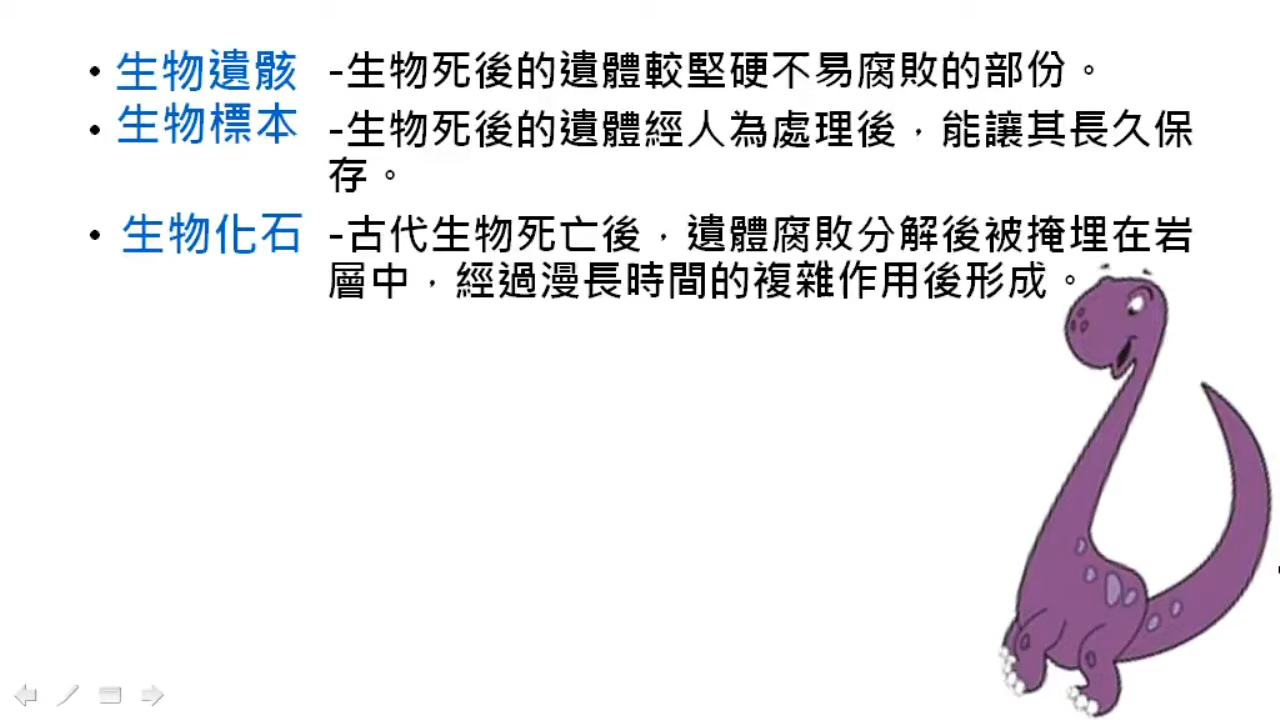 • 生物遺骸 -生物死後的遺體較堅硬不易腐敗的部份。
• 生物標本 -生物死後的遺體經人為處理後，能讓其長久保
存。
• 生物化石 -古代生物死亡後，遺體腐敗分解後被掩埋在岩
層中，經過漫長時間的複雜作用後形成。